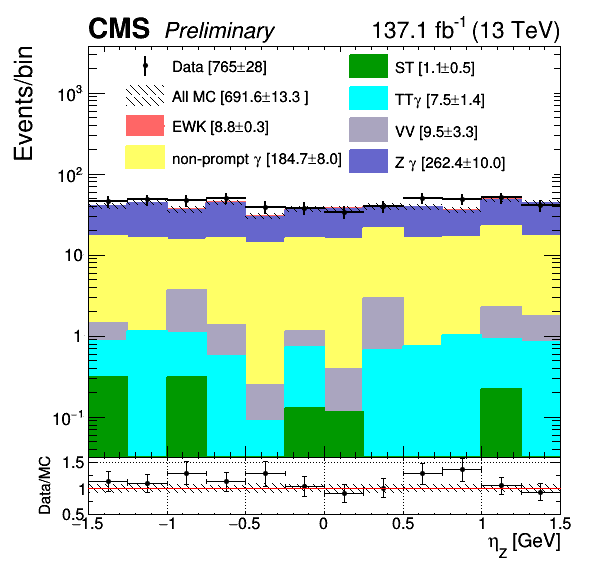 CMS Preliminary 137.1 fb⁻¹ (13 TeV)
Events/bin
Data [765±28]
All MC [691.6±13.3 ]
EWK [8.8±0.3]
non-prompt γ [184.7±8.0]
ST [1.1±0.5]
TTγ [7.5±1.4]
VV [9.5±3.3]
Z γ [262.4±10.0]
10³
10²
10
1
10⁻¹
Data/MC
1.5
1
0.5
−1.5 −1 −0.5 0 0.5 1 1.5
η_z [GeV]